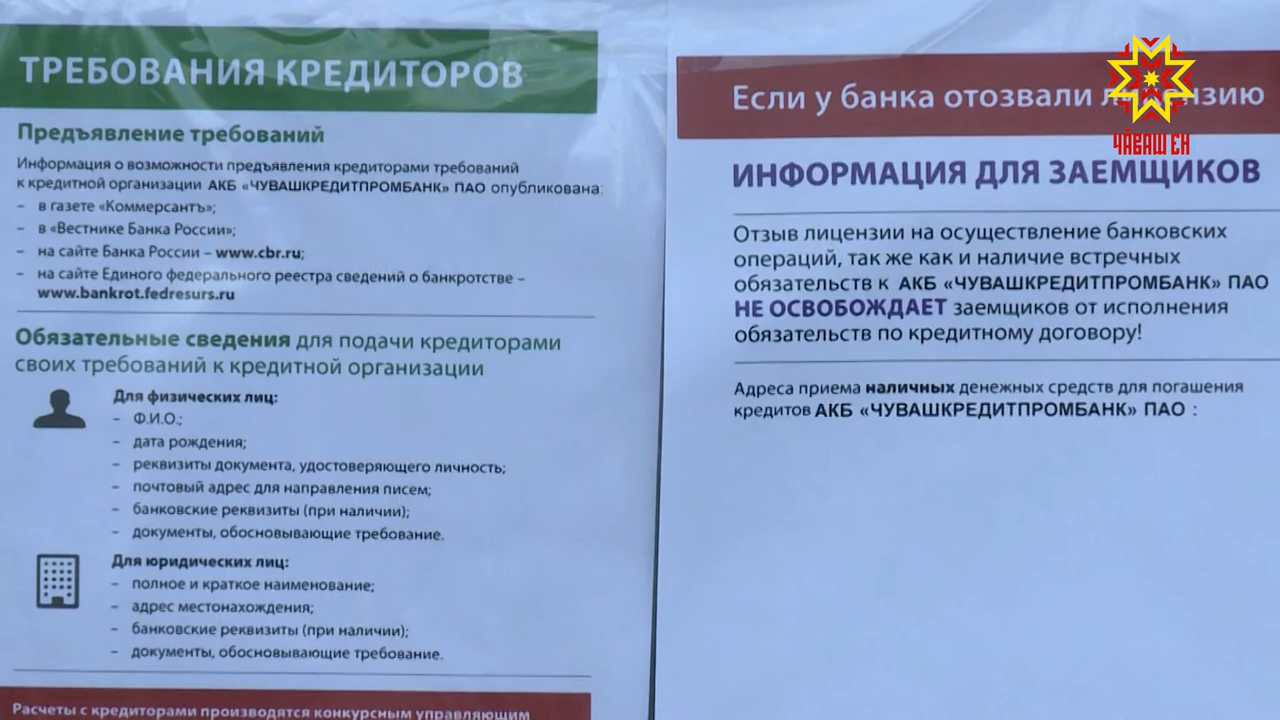 ТРЕБОВАНИЯ КРЕДИТОРОВ
Предъявление требований
Информация о возможности предъявления кредиторами требований
к кредитной организации АКБ «ЧУВАШКРЕДИТПРОМБАНК» ПАО опубликована:
– в газете «Коммерсантъ»;
– в «Вестнике Банка России»;
– на сайте Банка России – www.cbr.ru;
– на сайте Единого федерального реестра сведений о банкротстве –
www.bankrot.fedresurs.ru
Обязательные сведения для подачи кредиторами
своих требований к кредитной организации
Для физических лиц:
– Ф.И.О.;
– дата рождения;
– реквизиты документа, удостоверяющего личность;
– почтовый адрес для направления писем;
– банковские реквизиты (при наличии);
– документы, обосновывающие требование.
Для юридических лиц:
– полное и краткое наименование;
– адрес местонахождения;
– банковские реквизиты (при наличии);
– документы, обосновывающие требование.
Расчеты с кредиторами производятся конкурсным управляющим
Если у банка отозвали лицензию
ЧӐВАШ ЕН
ИНФОРМАЦИЯ ДЛЯ ЗАЕМЩИКОВ
Отзыв лицензии на осуществление банковских
операций, так же как и наличие встречных
обязательств к АКБ «ЧУВАШКРЕДИТПРОМБАНК» ПАО
НЕ ОСВОБОЖДАЕТ заемщиков от исполнения
обязательств по кредитному договору!
Адреса приема наличных денежных средств для погашения
кредитов АКБ «ЧУВАШКРЕДИТПРОМБАНК» ПАО :